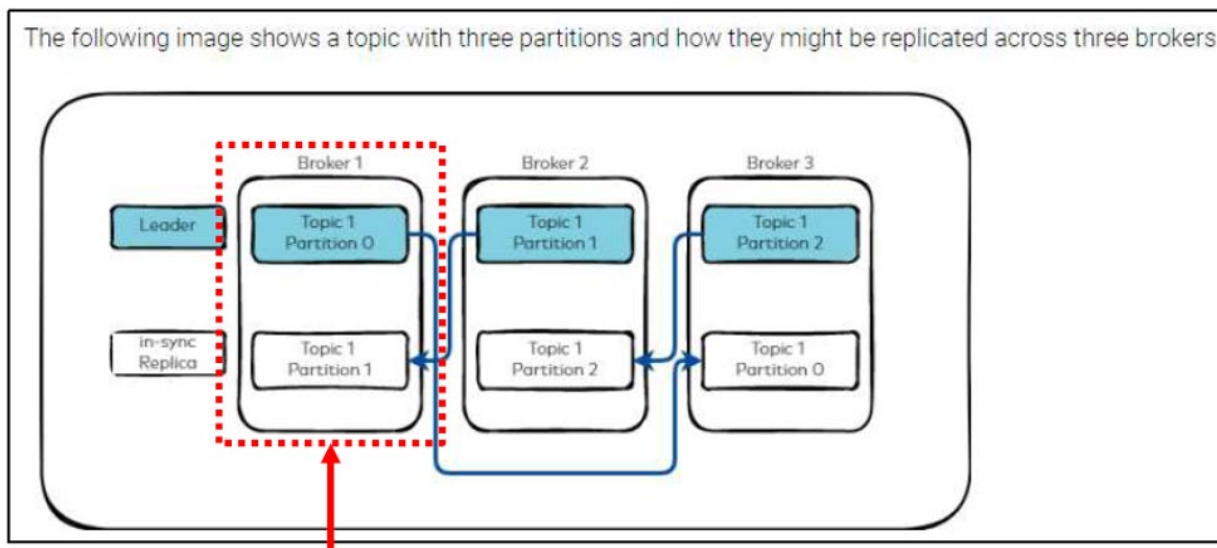 The following image shows a topic with three partitions and how they might be replicated across three brokers
Broker 1
Broker 2
Broker 3
Leader
Topic 1
Partition 0
Topic 1
Partition 1
Topic 1
Partition 2
in-sync
Replica
Topic 1
Partition 1
Topic 1
Partition 2
Topic 1
Partition 0